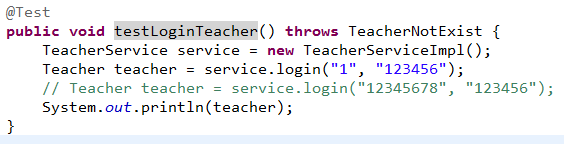 @Test
public void testLoginTeacher() throws TeacherNotExist {
    TeacherService service = new TeacherServiceImpl();
    Teacher teacher = service.login("1", "123456");
    // Teacher teacher = service.login("12345678", "123456");
    System.out.println(teacher);
}